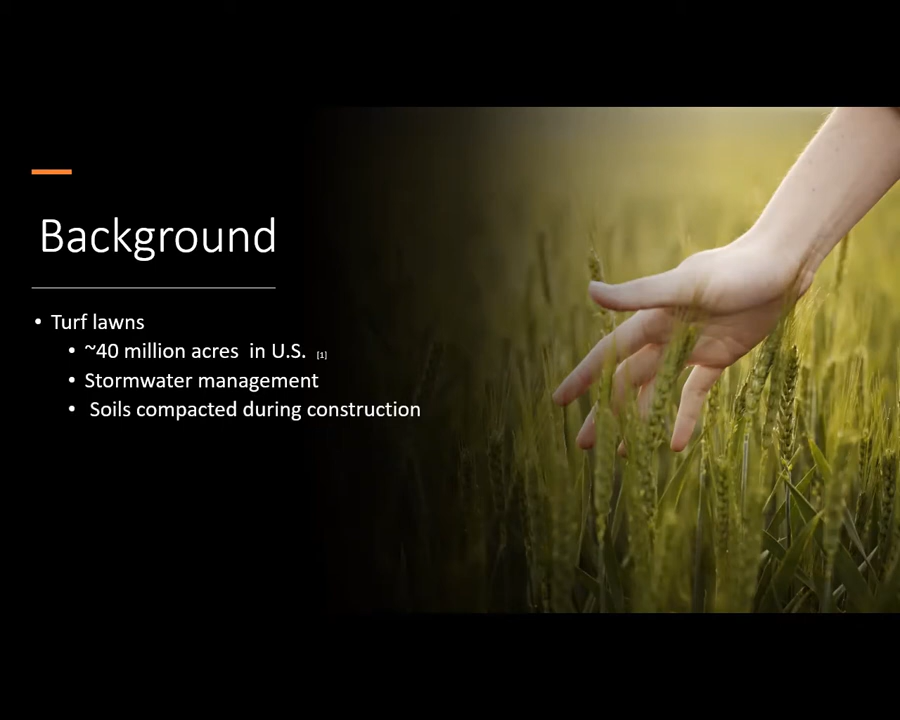 Background
• Turf lawns
• ~40 million acres in U.S. [1]
• Stormwater management
• Soils compacted during construction